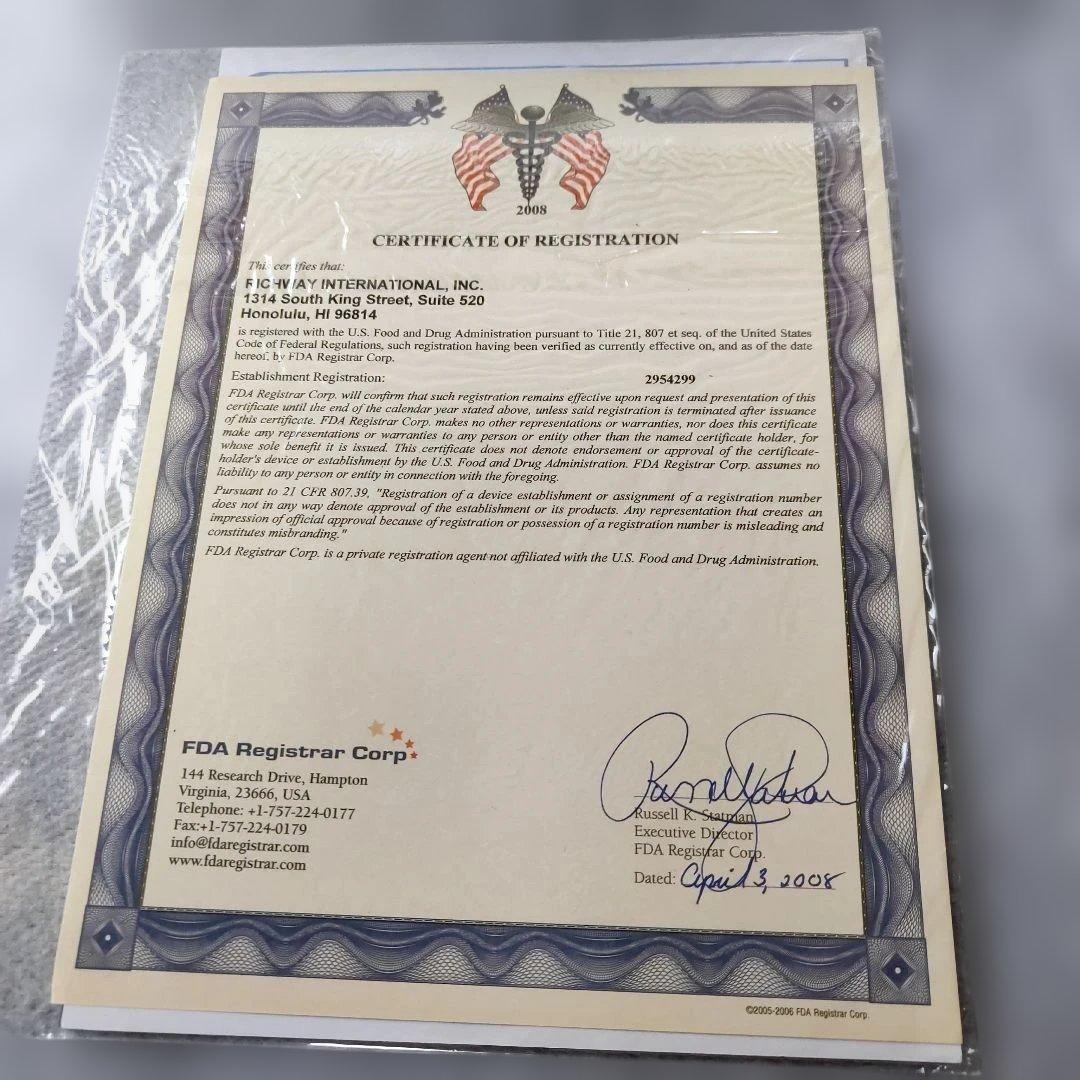 2008
CERTIFICATE OF REGISTRATION
This certifies that:
RICHWAY INTERNATIONAL, INC.
1314 South King Street, Suite 520
Honolulu, HI 96814
is registered with the U.S. Food and Drug Administration pursuant to Title 21, 807 et seq. of the United States
Code of Federal Regulations, such registration having been verified as currently effective on, and as of the date
hereof, by FDA Registrar Corp.
Establishment Registration: 2954299
FDA Registrar Corp. will confirm that such registration remains effective upon request and presentation of this
certificate until the end of the calendar year stated above, unless said registration is terminated after issuance
of this certificate. FDA Registrar Corp. makes no other representations or warranties, nor does this certificate
make any representations or warranties to any person or entity other than the named certificate holder, for
whose sole benefit it is issued. This certificate does not denote endorsement or approval of the certificate-
holder's device or establishment by the U.S. Food and Drug Administration. FDA Registrar Corp. assumes no
liability to any person or entity in connection with the foregoing.
Pursuant to 21 CFR 807.39, "Registration of a device establishment or assignment of a registration number
does not in any way denote approval of the establishment or its products. Any representation that creates an
impression of official approval because of registration or possession of a registration number is misleading and
constitutes misbranding."
FDA Registrar Corp. is a private registration agent not affiliated with the U.S. Food and Drug Administration.
FDA Registrar Corp.
144 Research Drive, Hampton
Virginia, 23666, USA
Telephone: +1-757-224-0177
Fax:+1-757-224-0179
info@fdaregistrar.com
www.fdaregistrar.com
Russell K. Statman
Executive Director
FDA Registrar Corp.
Dated: April 3, 2008
©2005-2006 FDA Registrar Corp.